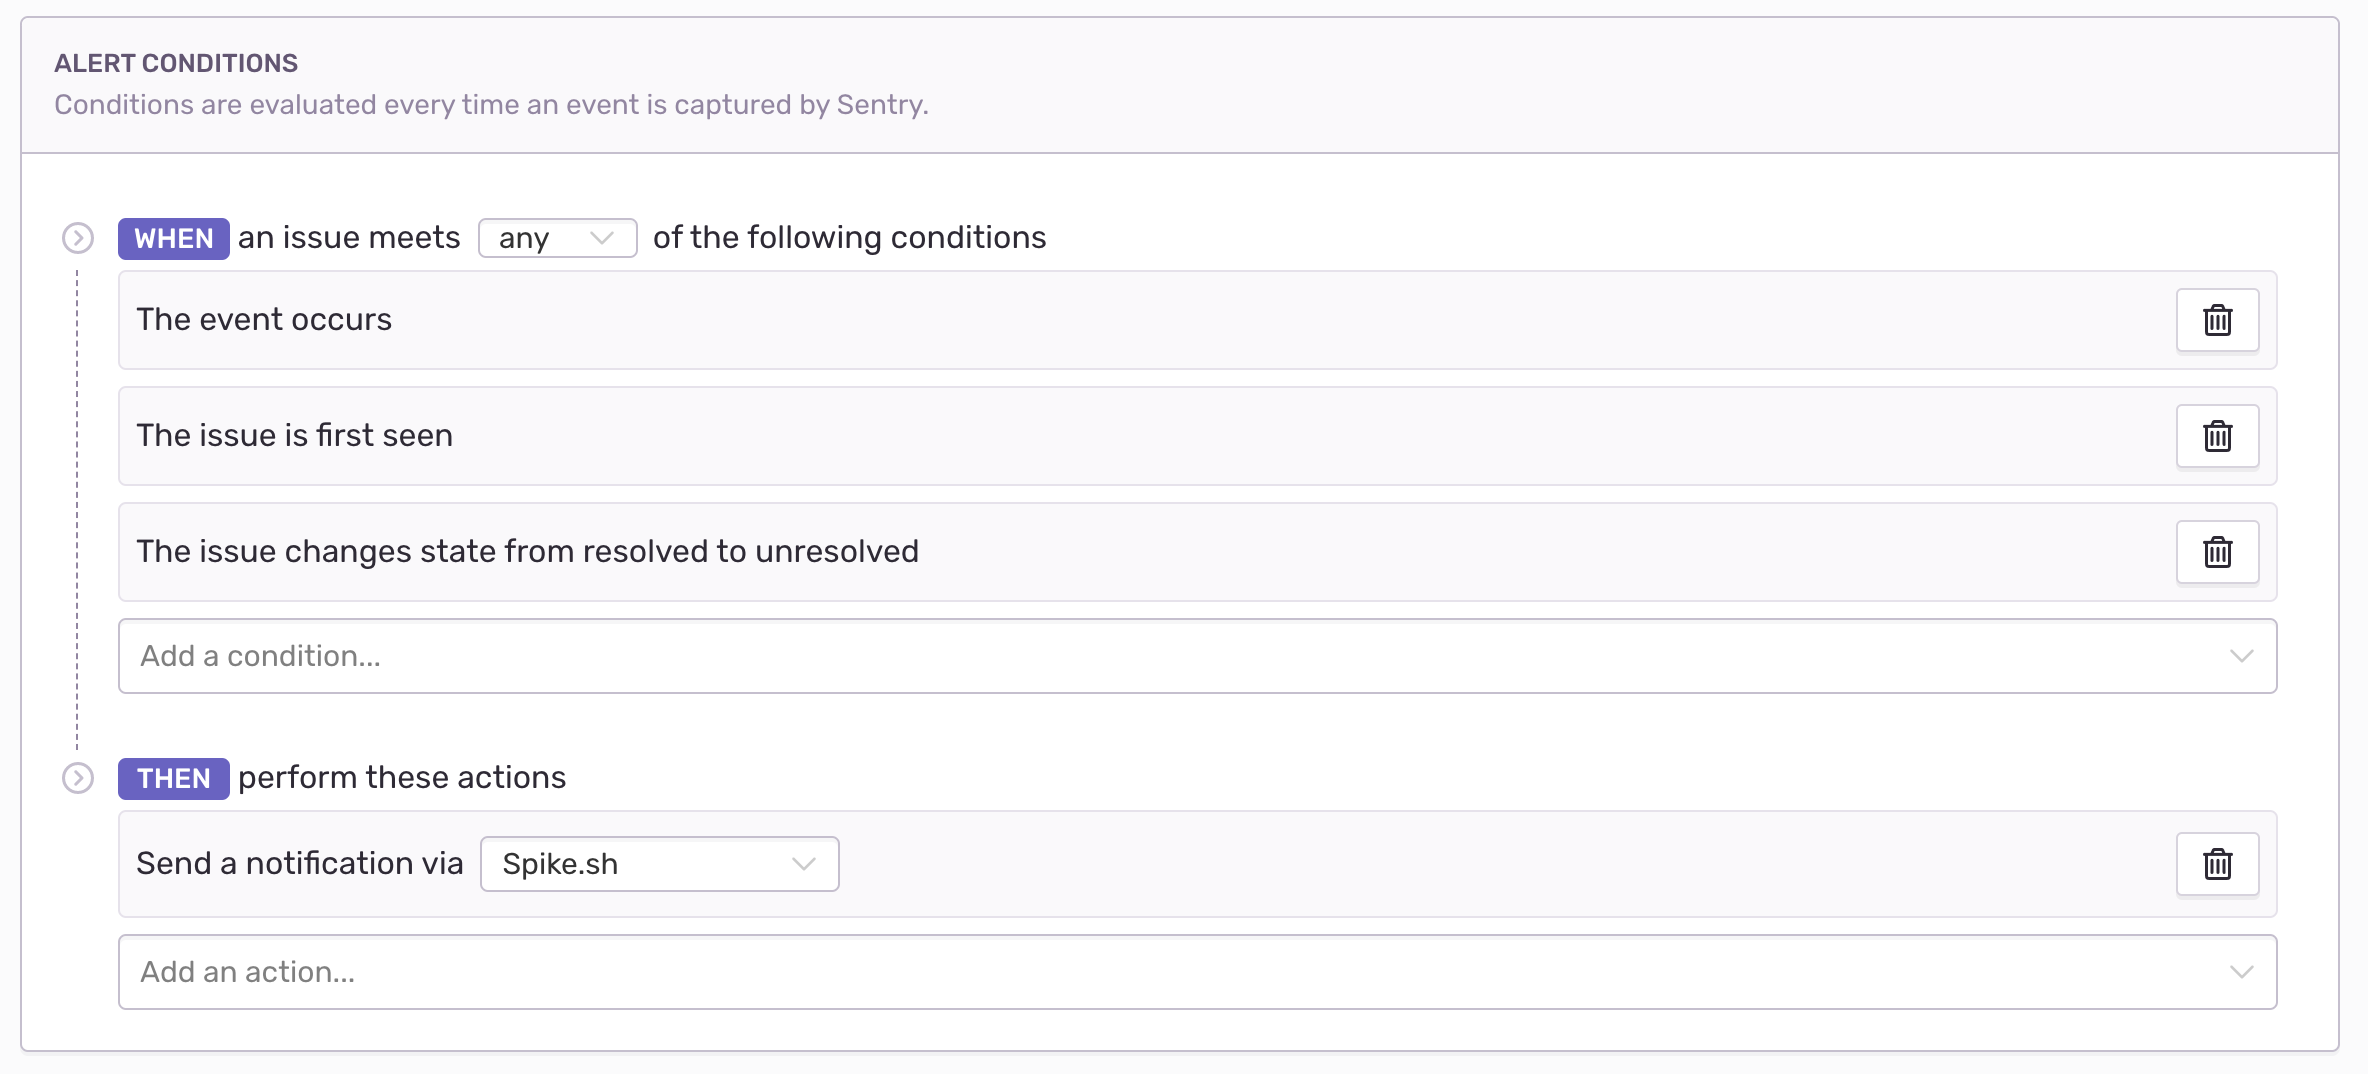 ALERT CONDITIONS
Conditions are evaluated every time an event is captured by Sentry.
WHEN an issue meets any of the following conditions
The event occurs
The issue is first seen
The issue changes state from resolved to unresolved
Add a condition...
THEN perform these actions
Send a notification via Spike.sh
Add an action...